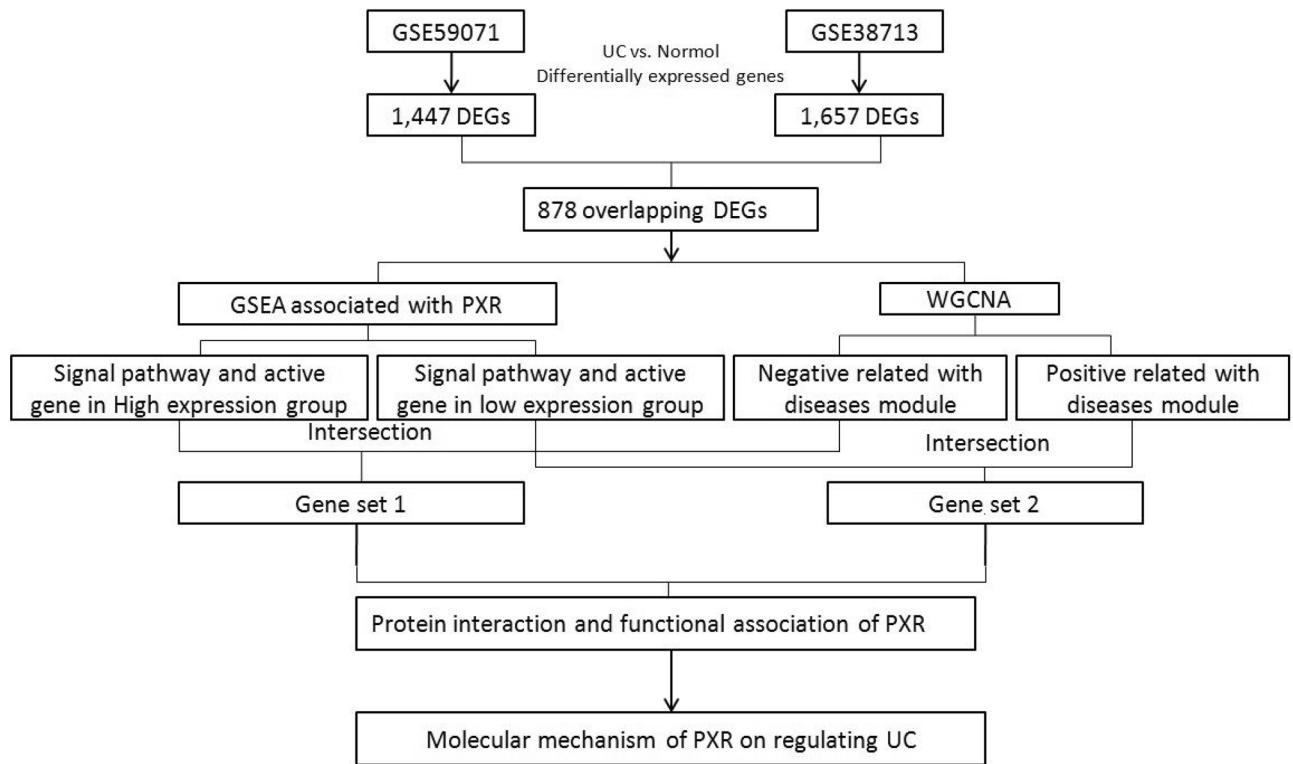 GSE59071
GSE38713
UC vs. Normol
Differentially expressed genes
1,447 DEGs
1,657 DEGs
878 overlapping DEGs
GSEA associated with PXR
WGCNA
Signal pathway and active
gene in High expression group
Signal pathway and active
gene in low expression group
Negative related with
diseases module
Positive related with
diseases module
Intersection
Intersection
Gene set 1
Gene set 2
Protein interaction and functional association of PXR
Molecular mechanism of PXR on regulating UC